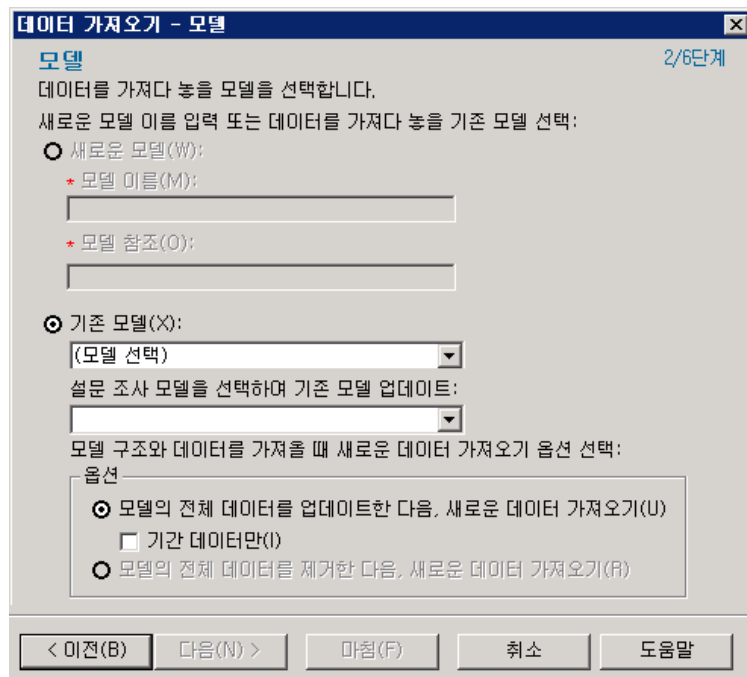 데이터 가져오기 - 모델
모델
2/6단계
데이터를 가져다 놓을 모델을 선택합니다.
새로운 모델 이름 입력 또는 데이터를 가져다 놓을 기존 모델 선택:
새로운 모델(W):
* 모델 이름(M):
* 모델 참조(O):
기존 모델(X):
(모델 선택)
설문 조사 모델을 선택하여 기존 모델 업데이트:
모델 구조와 데이터를 가져올 때 새로운 데이터 가져오기 옵션 선택:
옵션
모델의 전체 데이터를 업데이트한 다음, 새로운 데이터 가져오기(U)
기간 데이터만(I)
모델의 전체 데이터를 제거한 다음, 새로운 데이터 가져오기(R)
< 이전(B)
다음(N) >
마침(F)
취소
도움말